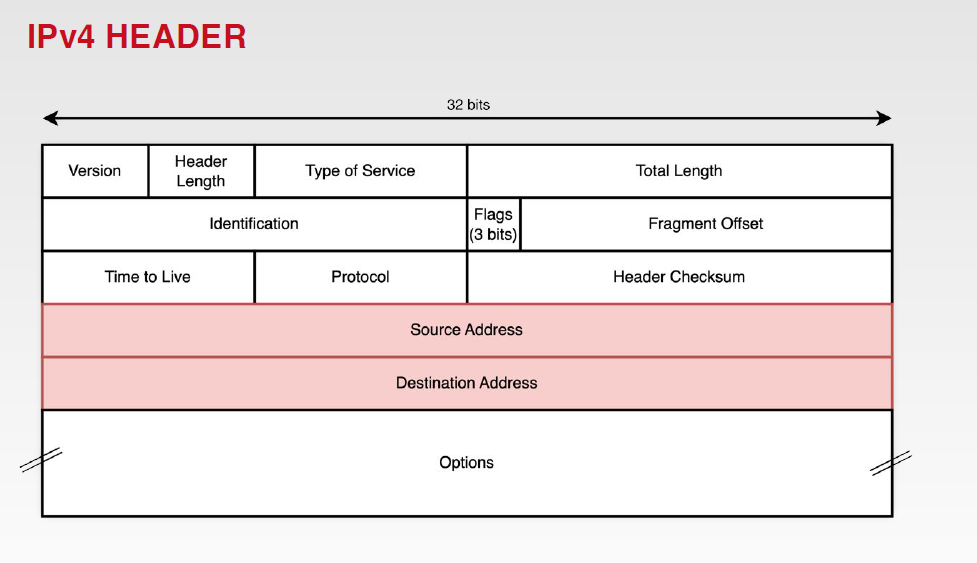 IPv4 HEADER
32 bits
Version
Header
Length
Type of Service
Total Length
Identification
Flags
(3 bits)
Fragment Offset
Time to Live
Protocol
Header Checksum
Source Address
Destination Address
Options